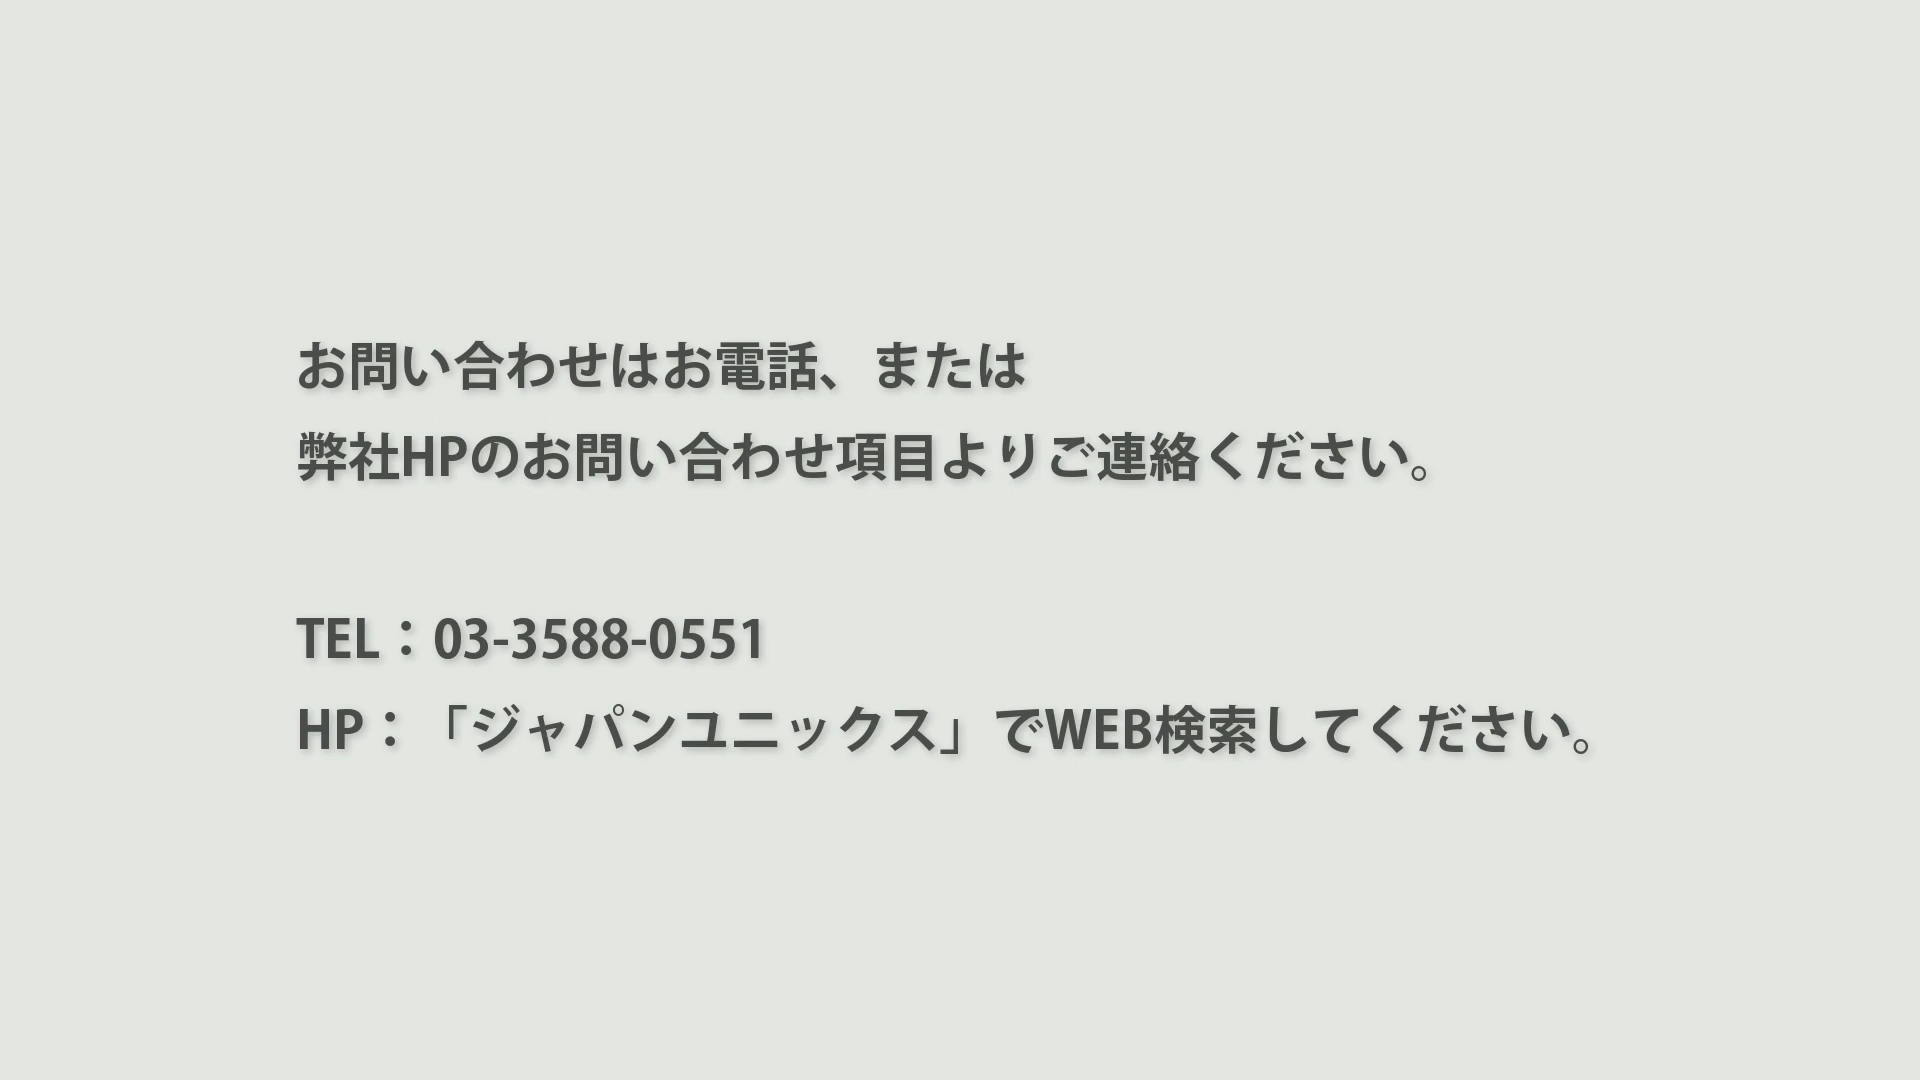 お問い合わせはお電話、または
弊社HPのお問い合わせ項目よりご連絡ください。
TEL：03-3588-0551
HP：「ジャパンユニックス」でWEB検索してください。